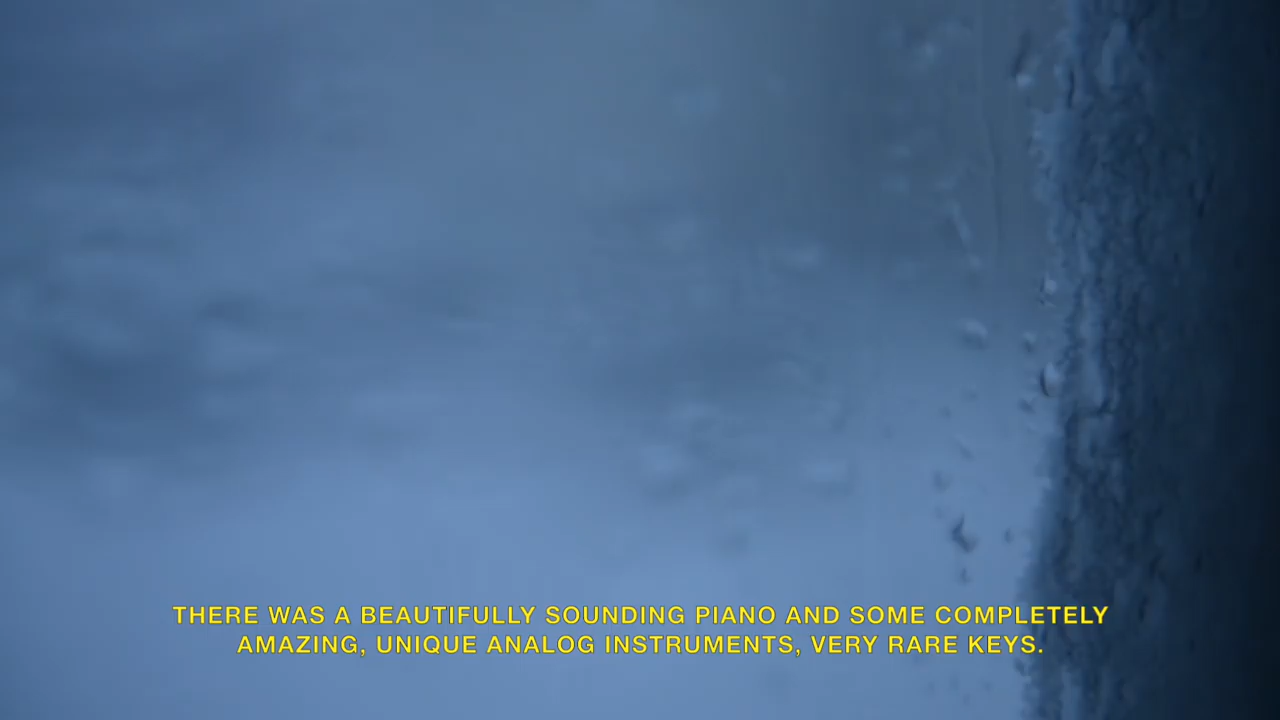 THERE WAS A BEAUTIFULLY SOUNDING PIANO AND SOME COMPLETELY
AMAZING, UNIQUE ANALOG INSTRUMENTS, VERY RARE KEYS.